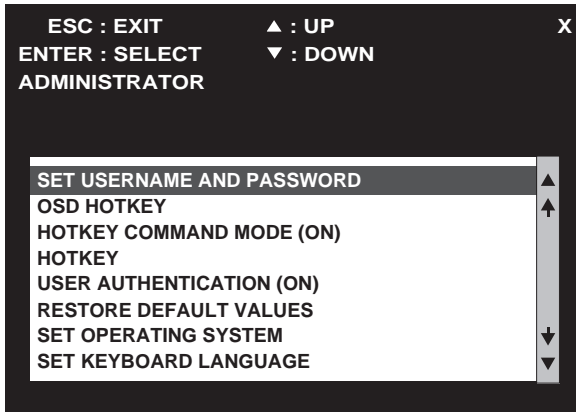 ESC : EXIT ▲ : UP X
ENTER : SELECT ▼ : DOWN
ADMINISTRATOR
SET USERNAME AND PASSWORD
OSD HOTKEY
HOTKEY COMMAND MODE (ON)
HOTKEY
USER AUTHENTICATION (ON)
RESTORE DEFAULT VALUES
SET OPERATING SYSTEM
SET KEYBOARD LANGUAGE